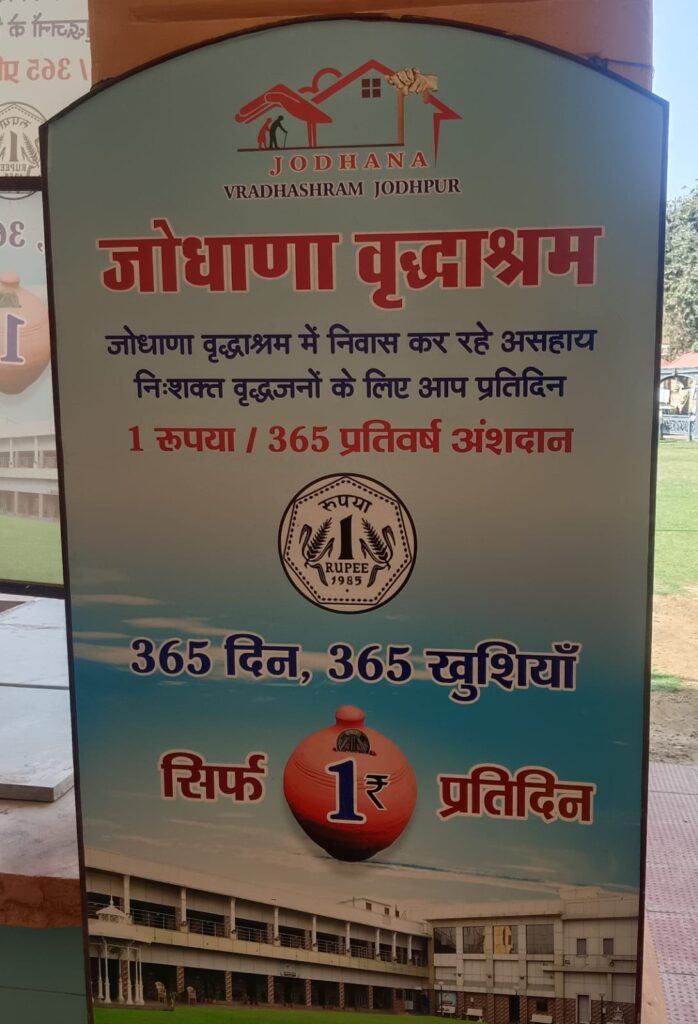 JODHANA
VRADHASHRAM JODHPUR
जोधाणा वृद्धाश्रम
जोधाणा वृद्धाश्रम में निवास कर रहे असहाय
निःशक्त वृद्धजनों के लिए आप प्रतिदिन
1 रुपया / 365 प्रतिवर्ष अंशदान
रुपया
1
RUPEE
1985
365 दिन, 365 खुशियाँ
सिर्फ 1₹ प्रतिदिन